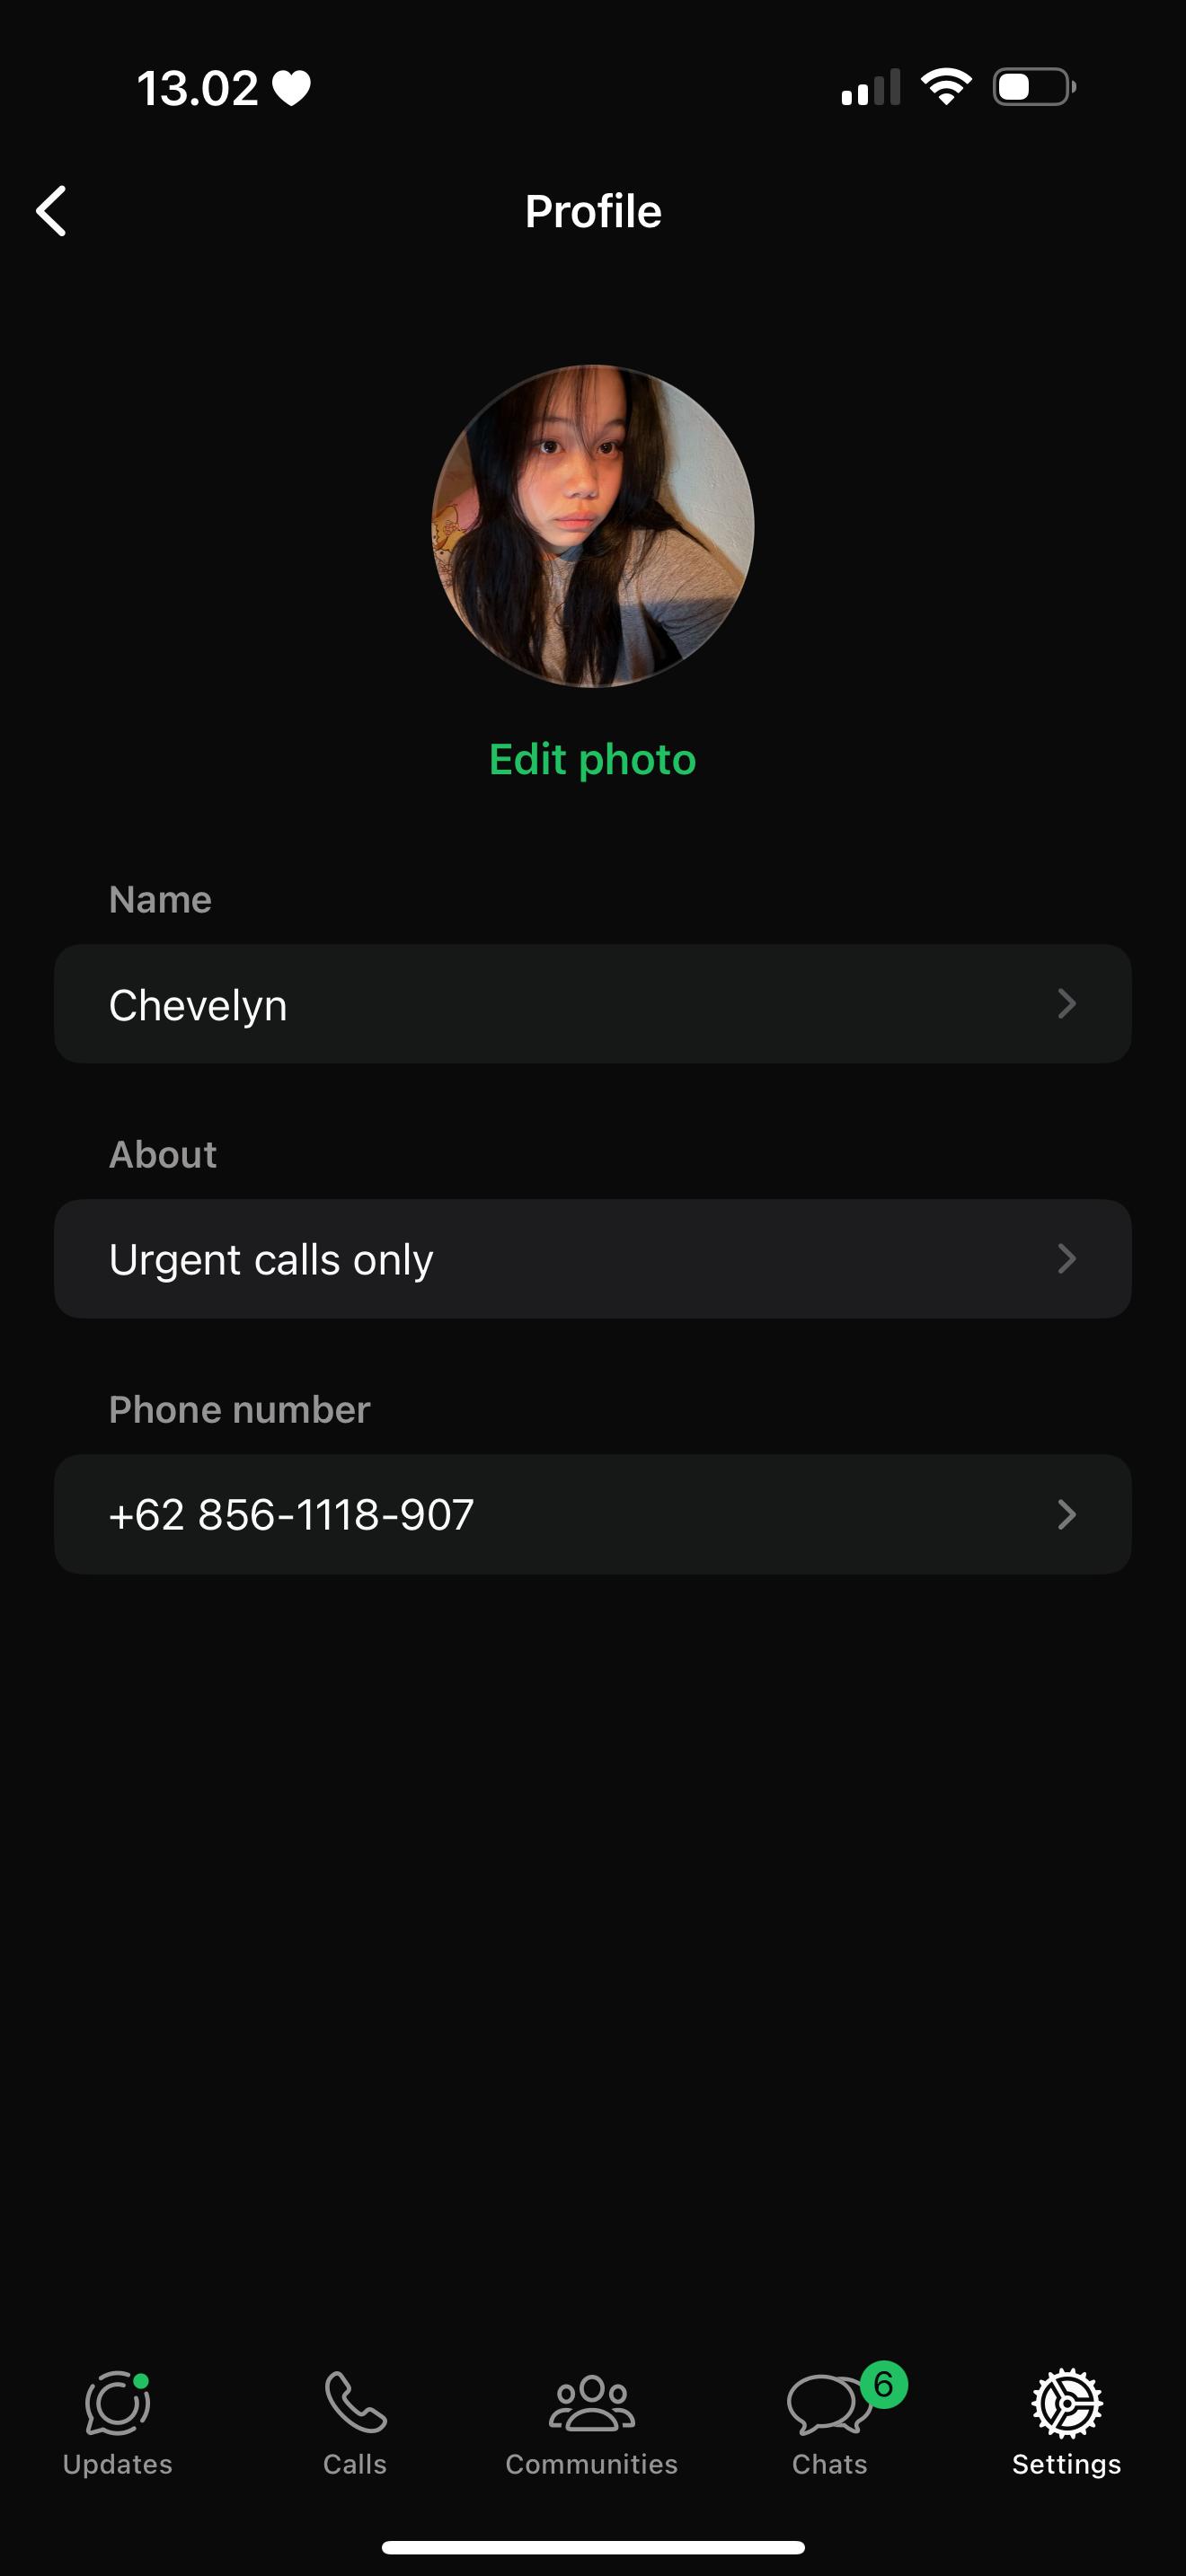 13.02
Profile
Edit photo
Name
Chevelyn
About
Urgent calls only
Phone number
+62 856-1118-907
6
Updates
Calls
Communities
Chats
Settings